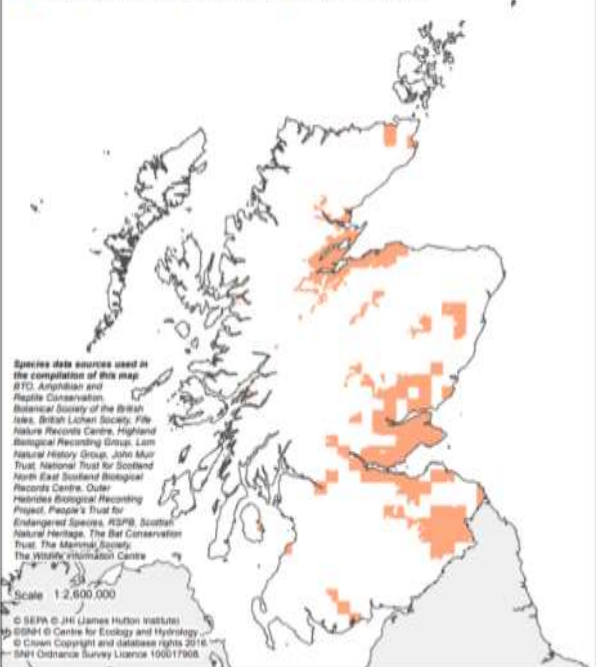 Species data sources used in
the compilation of this map
BTO, Amphibian and
Reptile Conservation,
Botanical Society of the British
Isles, British Lichen Society, Fife
Nature Records Centre, Highland
Biological Recording Group, Lorn
Natural History Group, John Muir
Trust, National Trust for Scotland
North East Scotland Biological
Records Centre, Outer
Hebrides Biological Recording
Project, People's Trust for
Endangered Species, RSPB, Scottish
Natural Heritage, The Bat Conservation
Trust, The Mammal Society,
The Wildlife Information Centre
Scale 1:2,600,000
© SEPA © JHI (James Hutton Institute)
©SNH © Centre for Ecology and Hydrology
© Crown Copyright and database rights 2016
SNH Ordnance Survey Licence 100017908